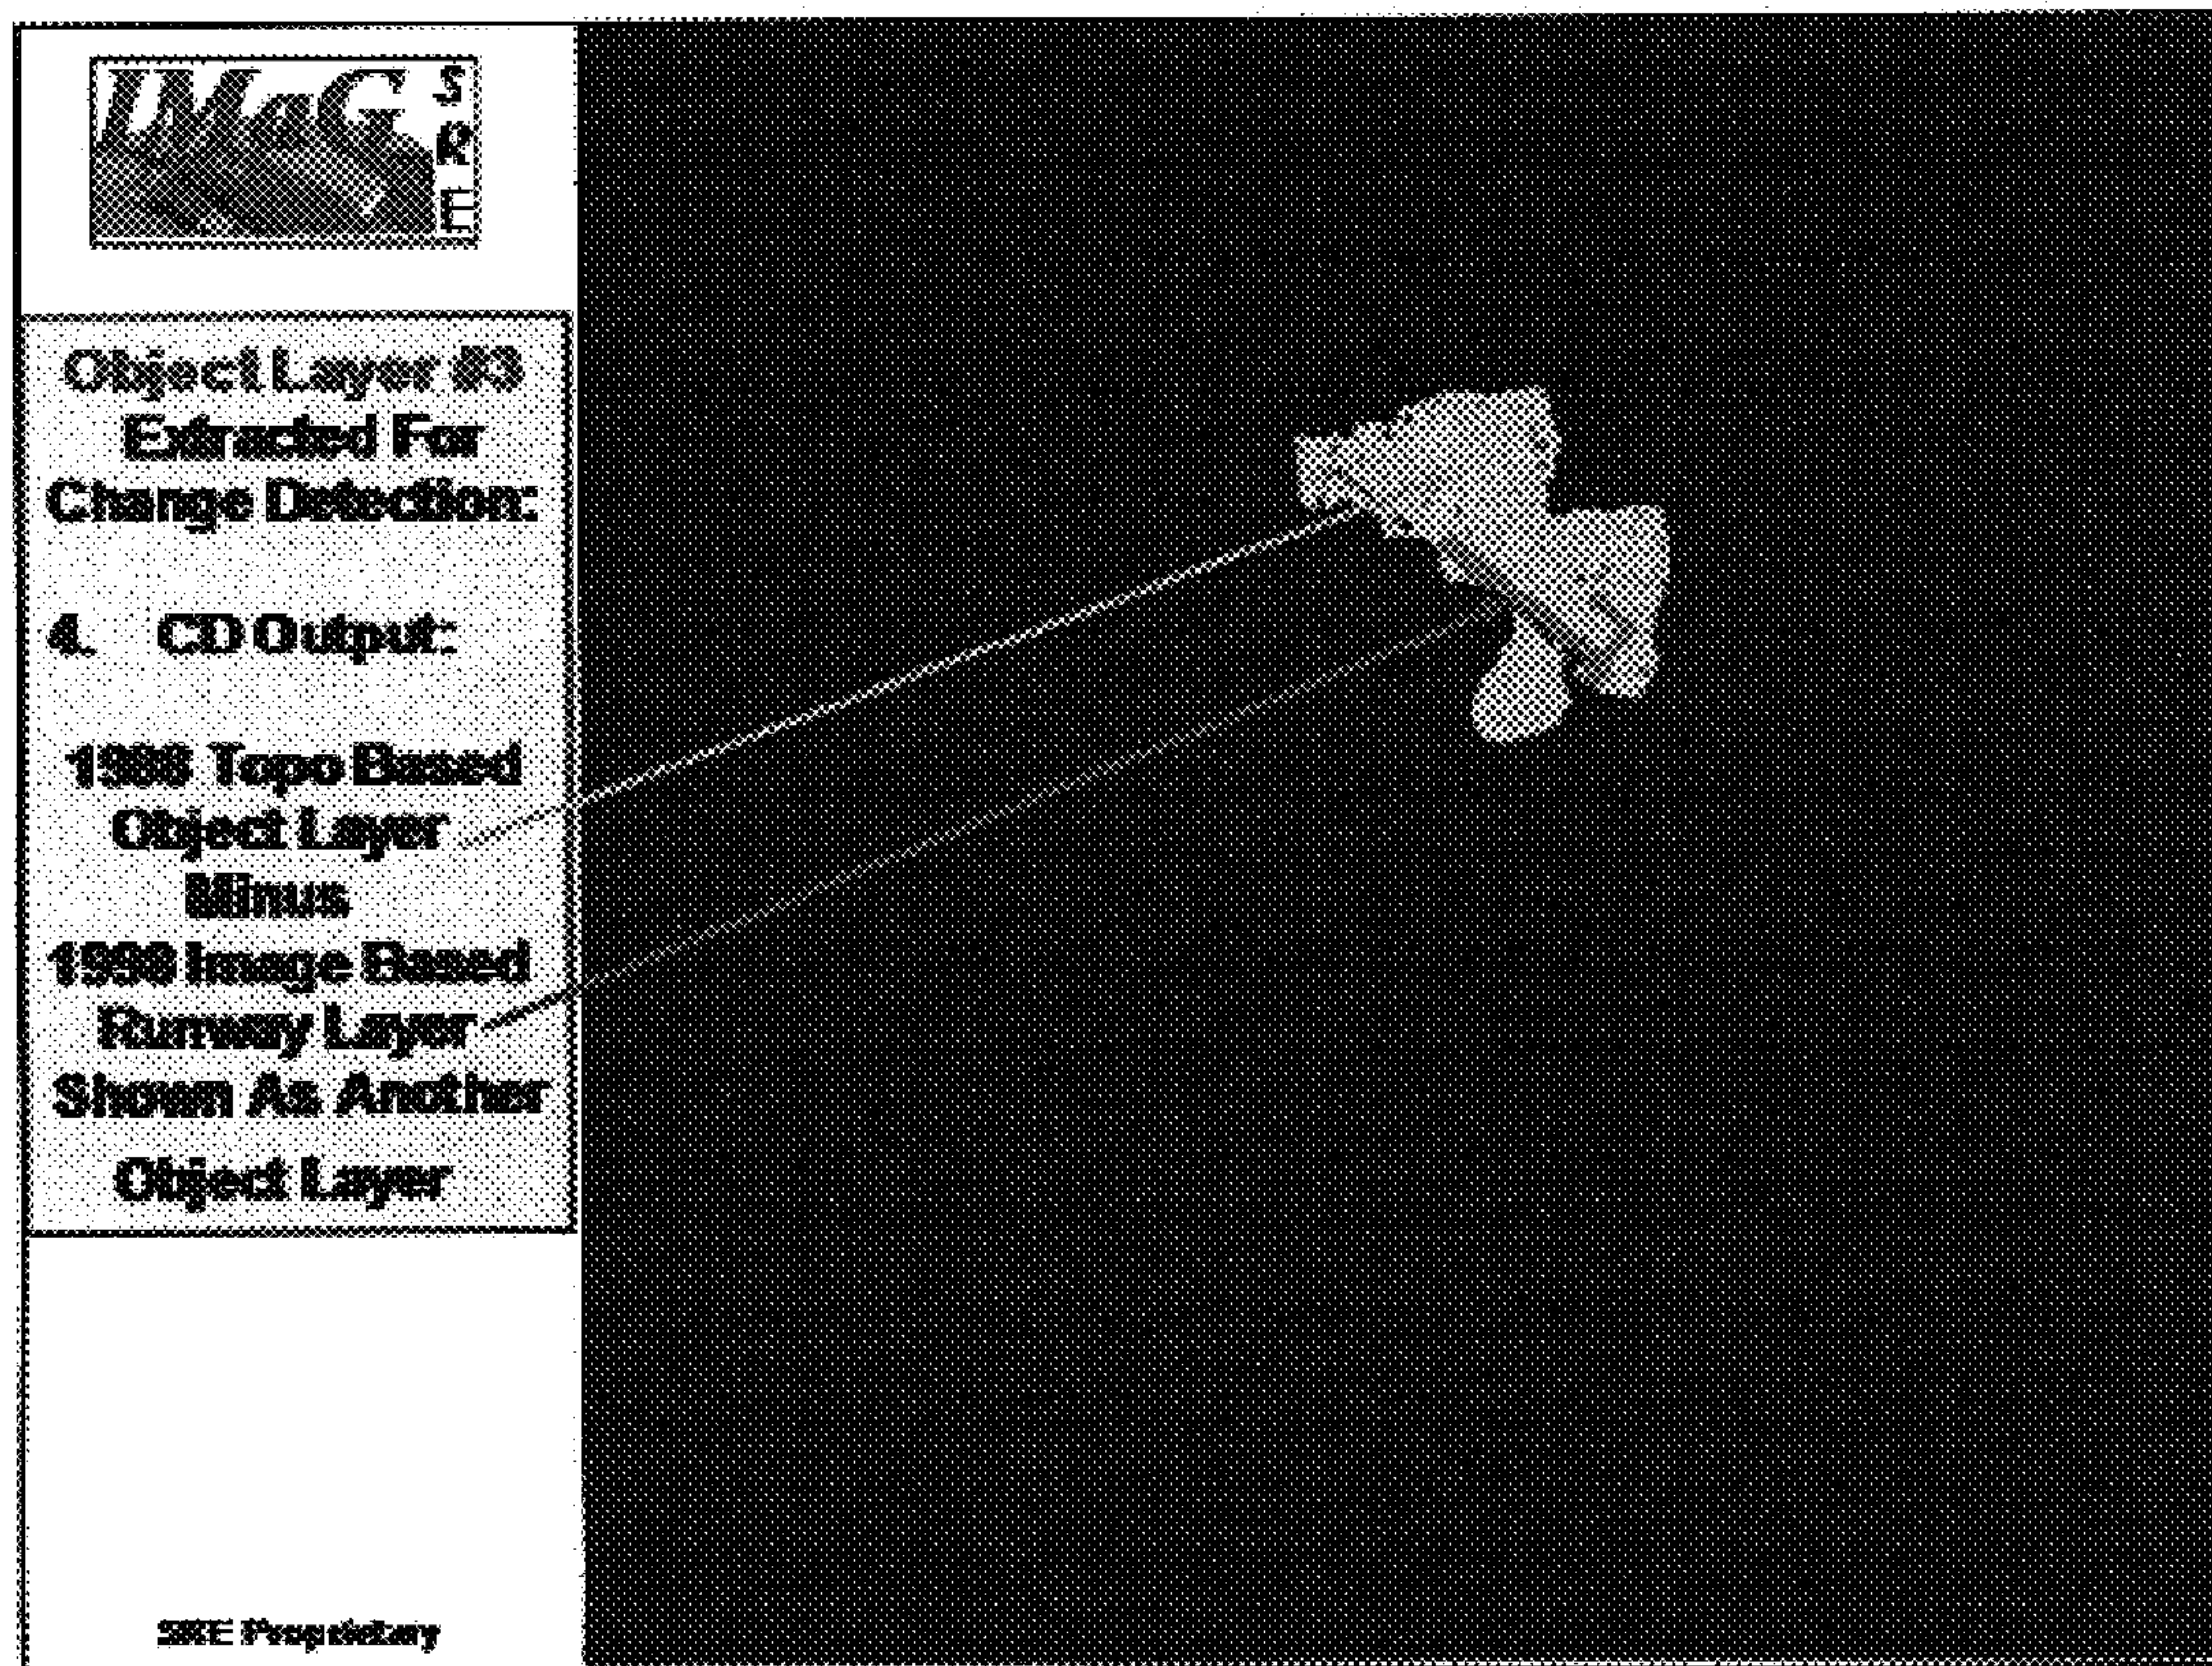 IMaG
SRE
Object Layer #3
Extracted For
Change Detection:
4. CD Output:
Topo Based
Object Layer
Minus
Image Based
Runway Layer
Shown As Another
Object Layer
SRE Proprietary